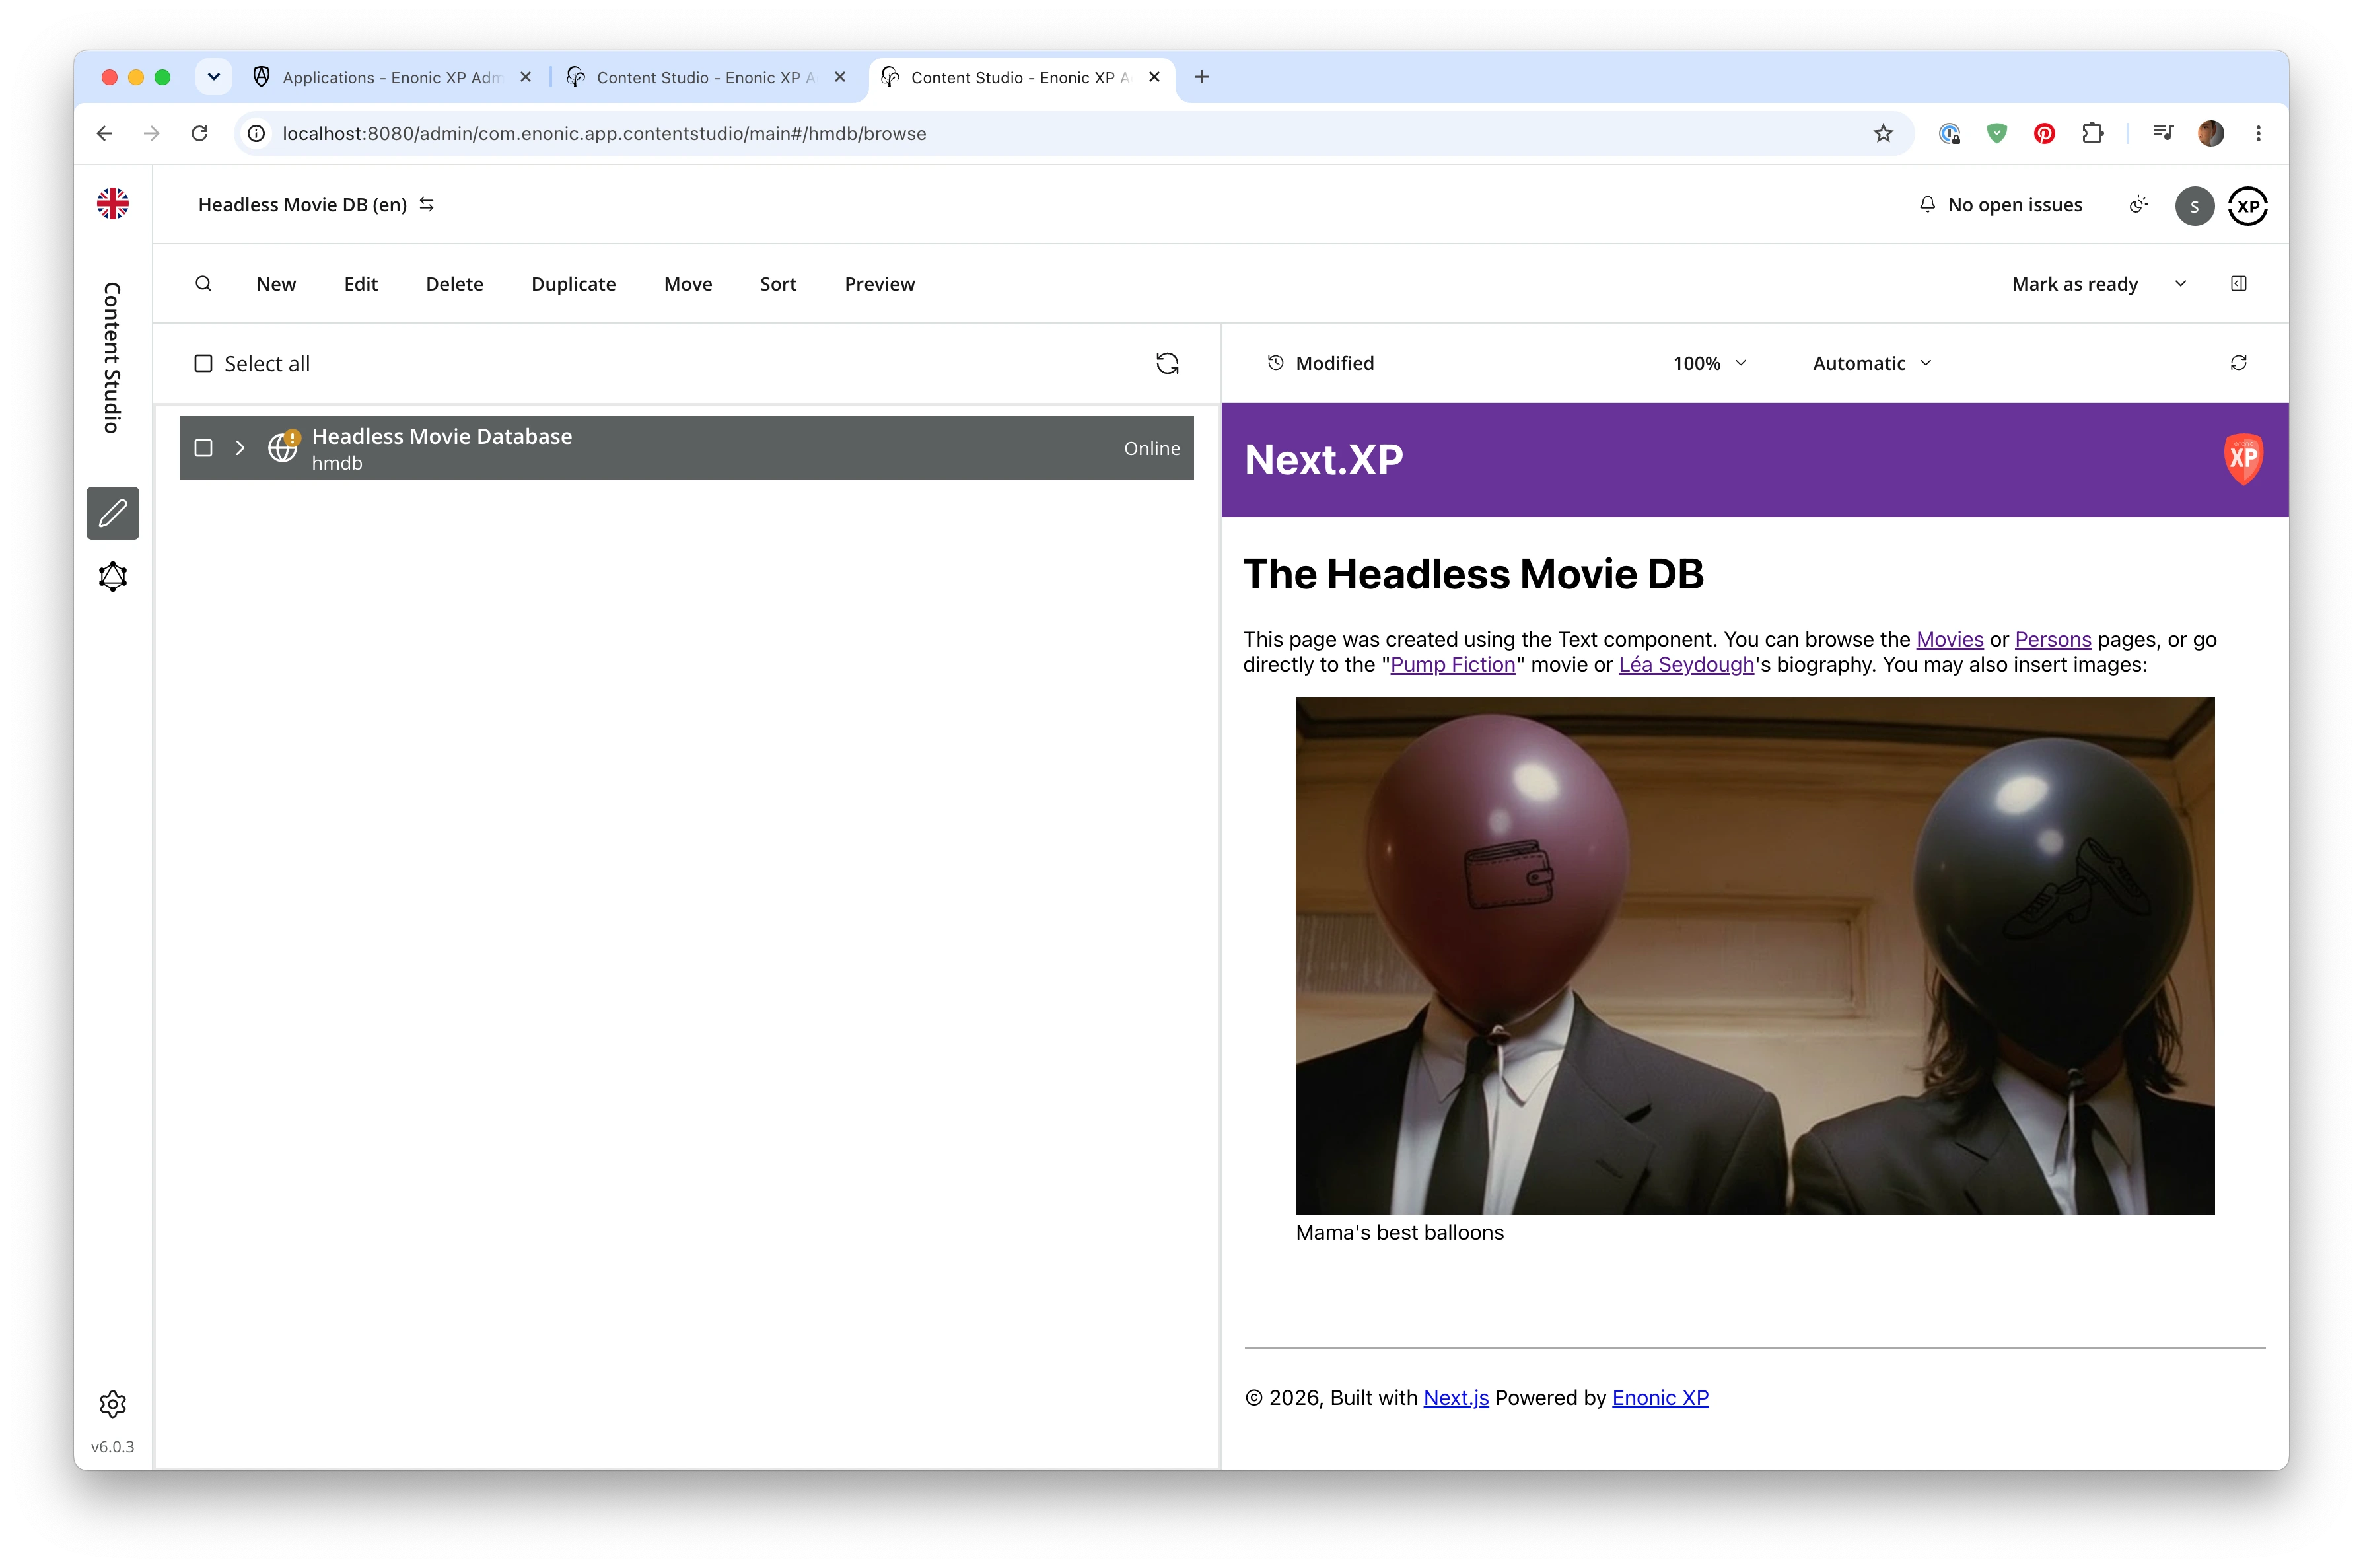 Applications - Enonic XP Adm
Content Studio - Enonic XP A
Content Studio - Enonic XP A
localhost:8080/admin/com.enonic.app.contentstudio/main#/hmdb/browse
Headless Movie DB (en)
No open issues
S
XP
Content Studio
New
Edit
Delete
Duplicate
Move
Sort
Preview
Mark as ready
Select all
Modified
100%
Automatic
Headless Movie Database
hmdb
Online
Next.XP
enonic
XP
The Headless Movie DB
This page was created using the Text component. You can browse the Movies or Persons pages, or go
directly to the "Pump Fiction" movie or Léa Seydough's biography. You may also insert images:
Mama's best balloons
© 2026, Built with Next.js Powered by Enonic XP
v6.0.3